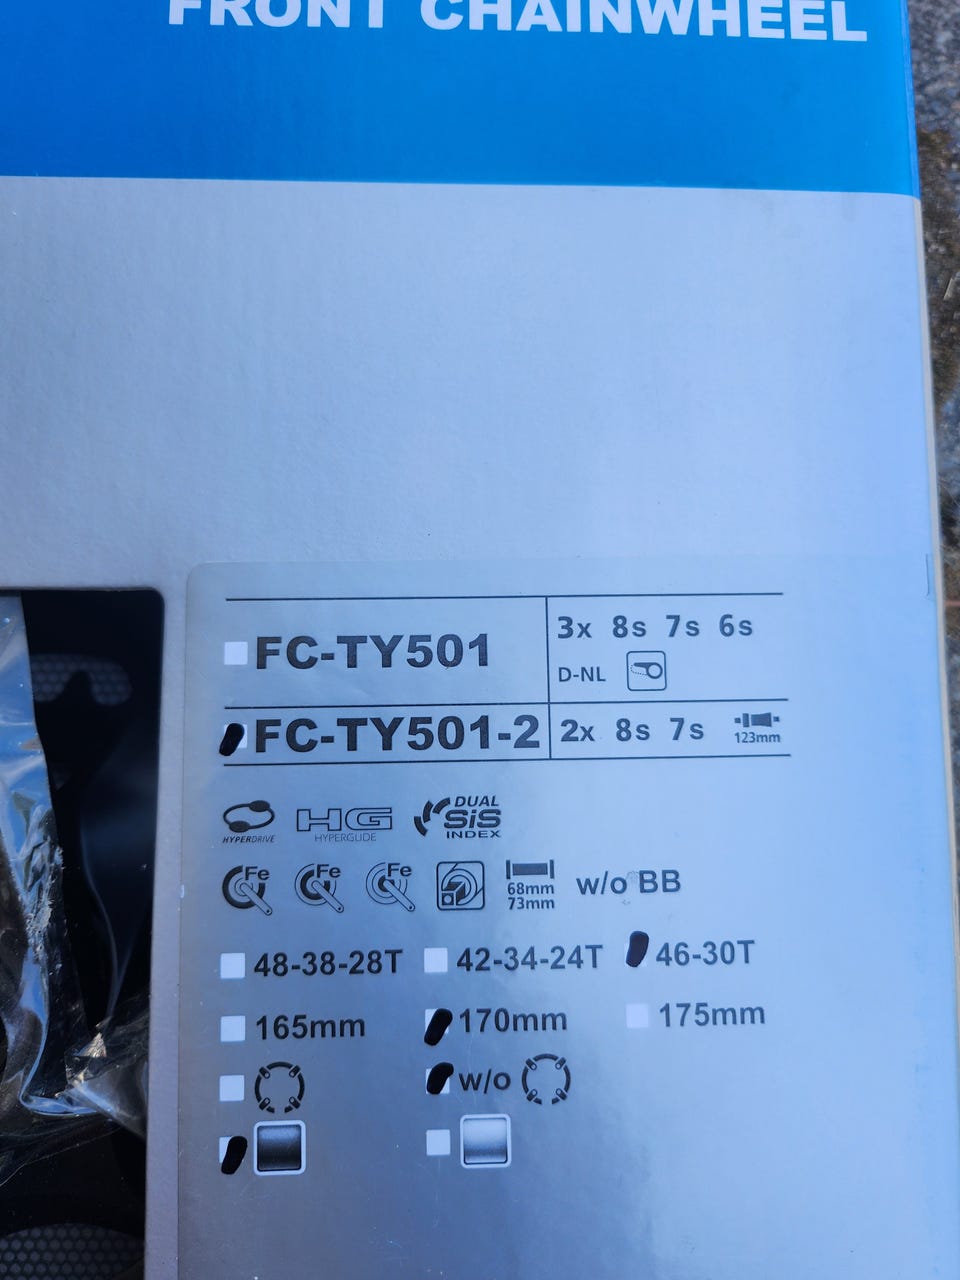 FRONT CHAINWHEEL
FC-TY501
3x 8s 7s 6s
D-NL
FC-TY501-2
2x 8s 7s
123mm
HYPERDRIVE
HG
HYPERGLIDE
DUAL
SiS
INDEX
Fe
Fe
Fe
68mm
73mm
w/o BB
48-38-28T 42-34-24T 46-30T
165mm 170mm 175mm
w/o